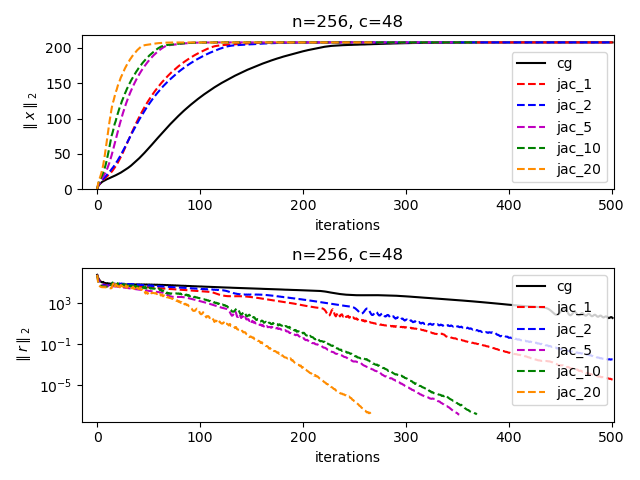 n=256, c=48
200
150
100
50
0
‖ x ‖₂
0 100 200 300 400 500
iterations
cg
jac_1
jac_2
jac_5
jac_10
jac_20
n=256, c=48
10³
10⁻¹
10⁻⁵
‖ r ‖₂
0 100 200 300 400 500
iterations
cg
jac_1
jac_2
jac_5
jac_10
jac_20